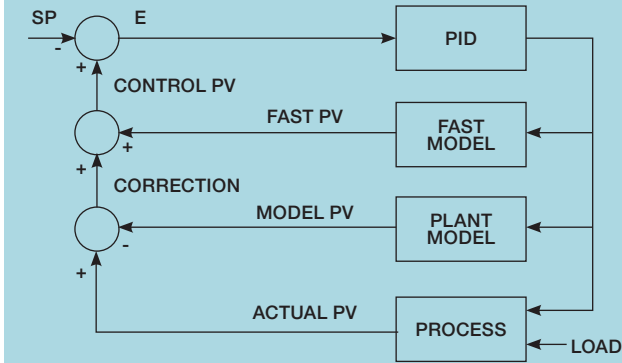 SP
E
PID
-
+
CONTROL PV
FAST PV
FAST
MODEL
+
+
CORRECTION
MODEL PV
PLANT
MODEL
-
+
ACTUAL PV
PROCESS
LOAD